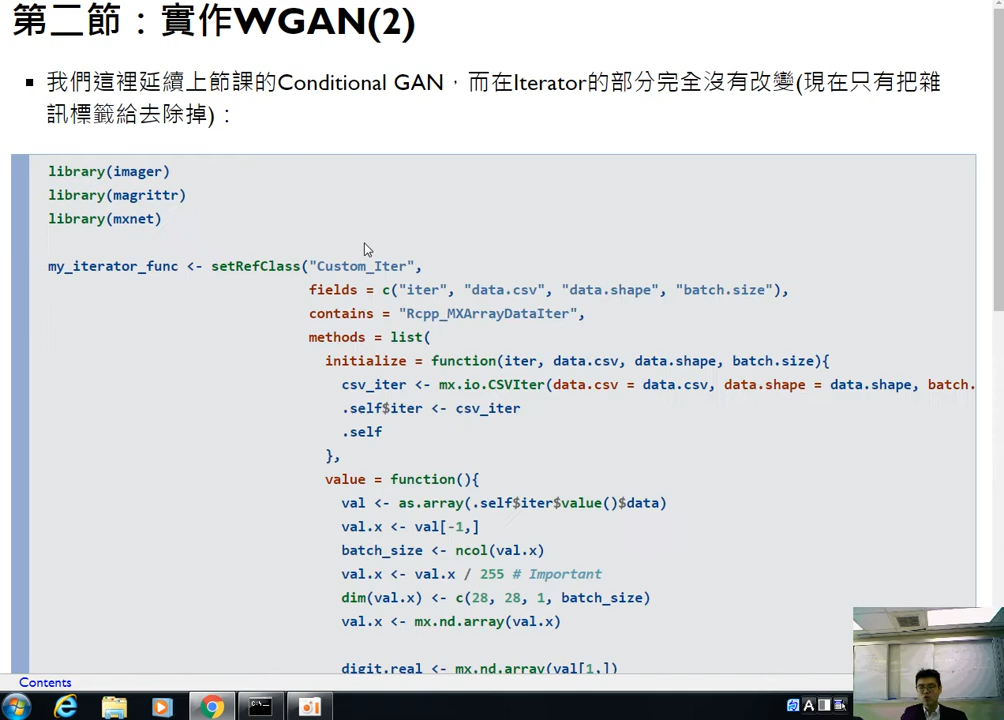 第二節：實作WGAN(2)
▪ 我們這裡延續上節課的Conditional GAN，而在Iterator的部分完全沒有改變(現在只有把雜
訊標籤給去除掉)：
library(imager)
library(magrittr)
library(mxnet)
my_iterator_func <- setRefClass("Custom_Iter",
fields = c("iter", "data.csv", "data.shape", "batch.size"),
contains = "Rcpp_MXArrayDataIter",
methods = list(
initialize = function(iter, data.csv, data.shape, batch.size){
csv_iter <- mx.io.CSVIter(data.csv = data.csv, data.shape = data.shape, batch.
.self$iter <- csv_iter
.self
},
value = function(){
val <- as.array(.self$iter$value()$data)
val.x <- val[-1,]
batch_size <- ncol(val.x)
val.x <- val.x / 255 # Important
dim(val.x) <- c(28, 28, 1, batch_size)
val.x <- mx.nd.array(val.x)
digit.real <- mx.nd.array(val[1,])
Contents
A